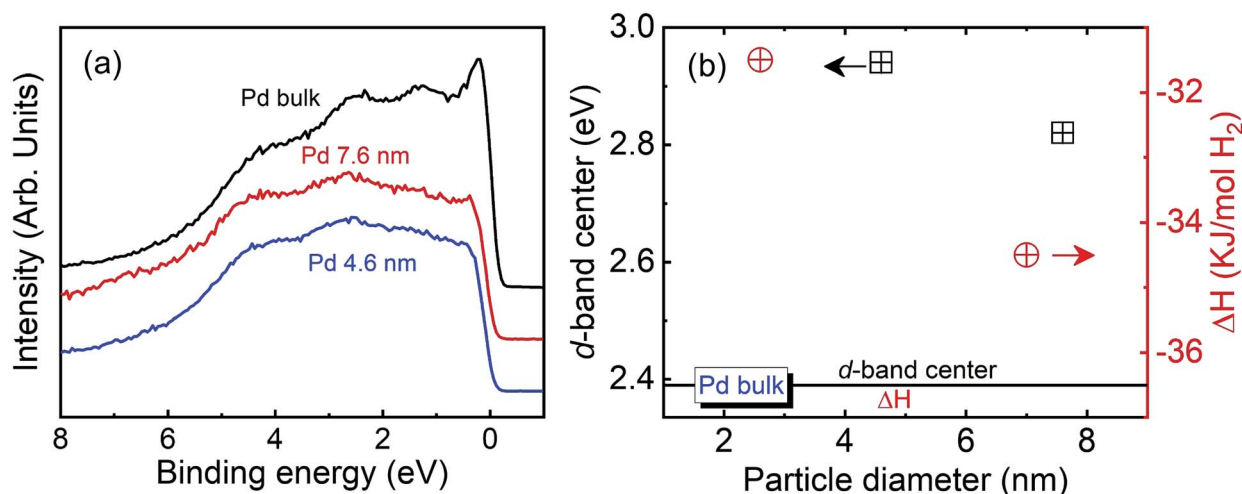 (a)
Pd bulk
Pd 7.6 nm
Pd 4.6 nm
Intensity (Arb. Units)
8 6 4 2 0
Binding energy (eV)
(b)
3.0
2.8
2.6
2.4
d-band center (eV)
-32
-34
-36
ΔH (KJ/mol H₂)
Pd bulk
d-band center
ΔH
2 4 6 8
Particle diameter (nm)